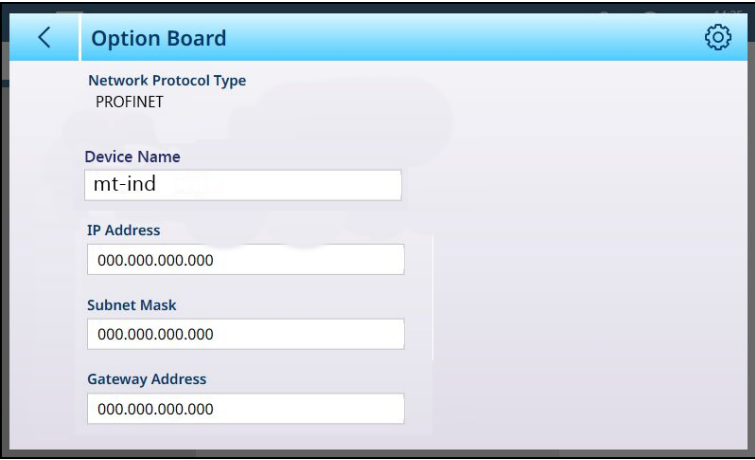 Option Board
Network Protocol Type
PROFINET
Device Name
mt-ind
IP Address
000.000.000.000
Subnet Mask
000.000.000.000
Gateway Address
000.000.000.000